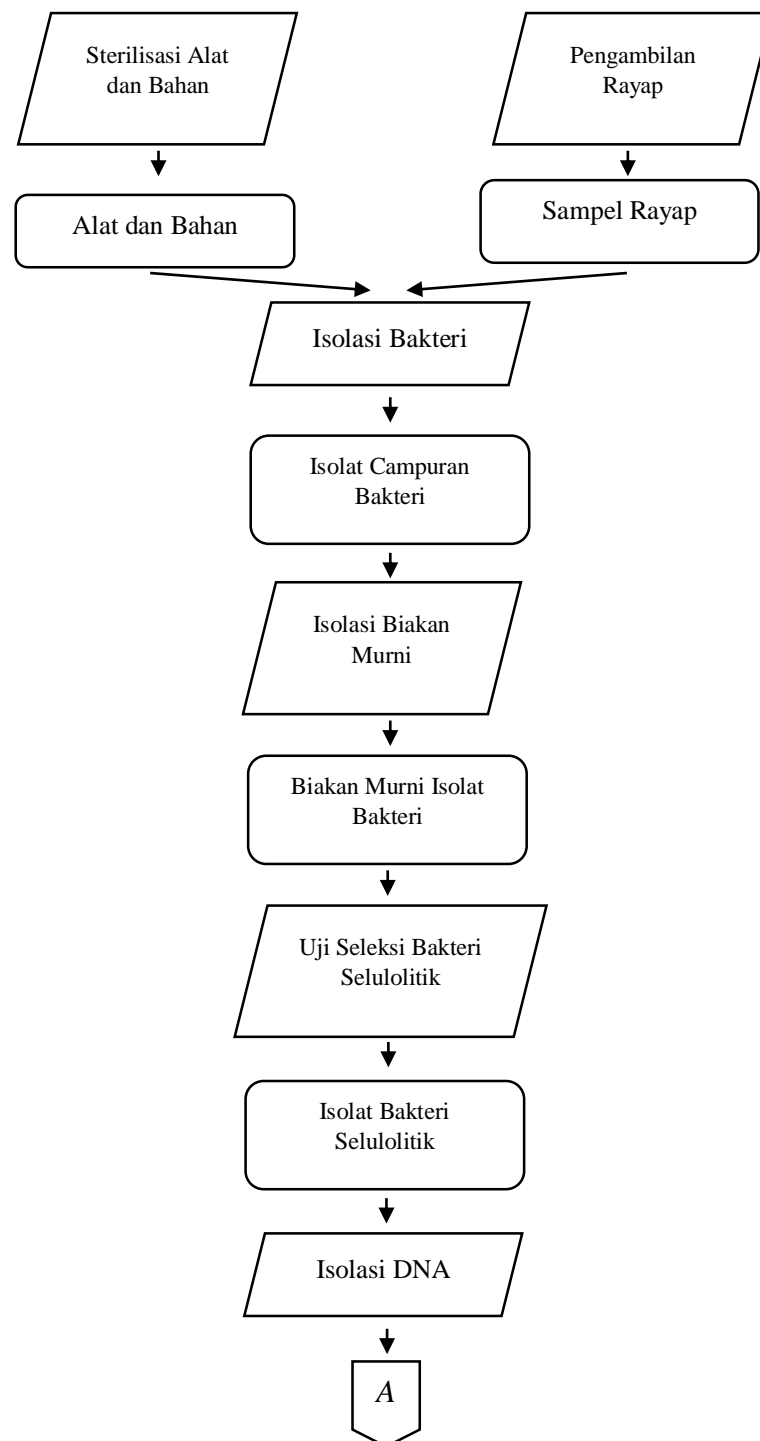 Sterilisasi Alat
dan Bahan
Pengambilan
Rayap
Alat dan Bahan
Sampel Rayap
Isolasi Bakteri
Isolat Campuran
Bakteri
Isolasi Biakan
Murni
Biakan Murni Isolat
Bakteri
Uji Seleksi Bakteri
Selulolitik
Isolat Bakteri
Selulolitik
Isolasi DNA
A